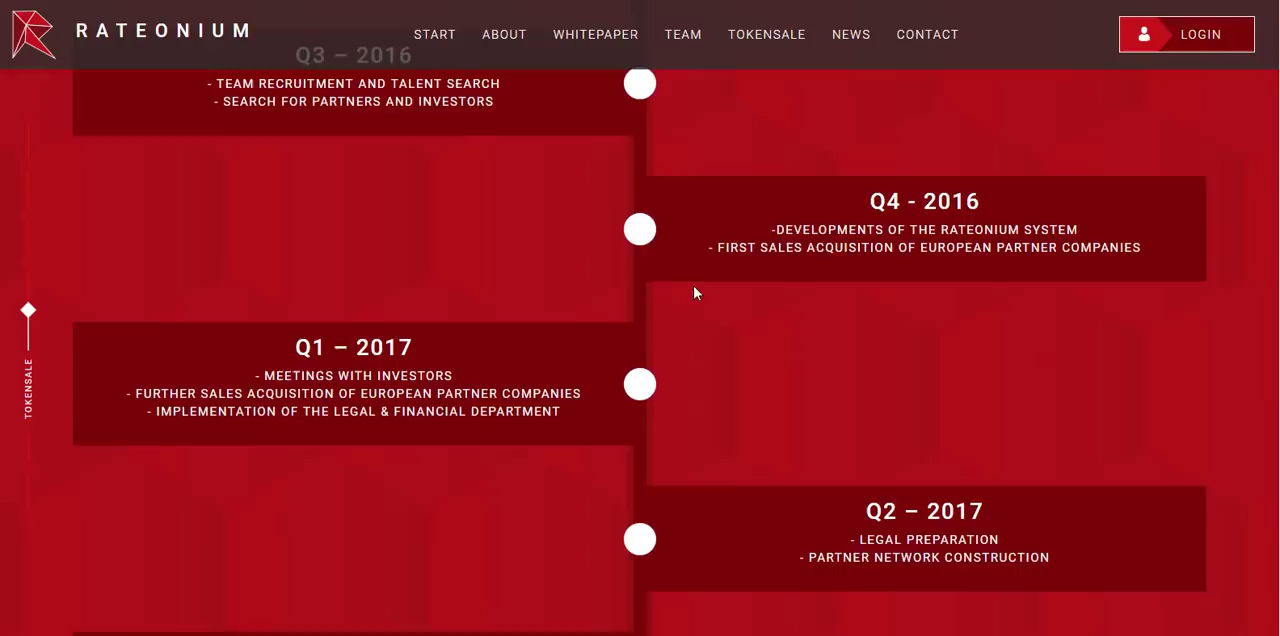 RATEONIUM
START ABOUT WHITEPAPER TEAM TOKENSALE NEWS CONTACT LOGIN
Q3 – 2016
- TEAM RECRUITMENT AND TALENT SEARCH
- SEARCH FOR PARTNERS AND INVESTORS
Q4 - 2016
-DEVELOPMENTS OF THE RATEONIUM SYSTEM
- FIRST SALES ACQUISITION OF EUROPEAN PARTNER COMPANIES
TOKENSALE
Q1 – 2017
- MEETINGS WITH INVESTORS
- FURTHER SALES ACQUISITION OF EUROPEAN PARTNER COMPANIES
- IMPLEMENTATION OF THE LEGAL & FINANCIAL DEPARTMENT
Q2 – 2017
- LEGAL PREPARATION
- PARTNER NETWORK CONSTRUCTION